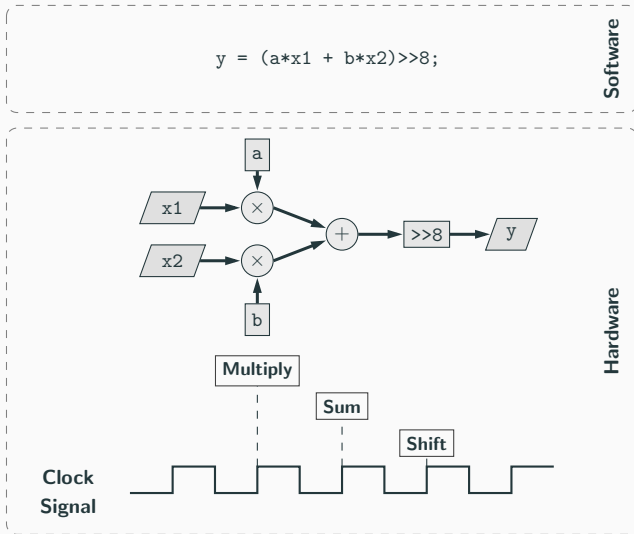 y = (a*x1 + b*x2)>>8;
Software
a
x1
×
+
>>8
y
x2
×
b
Hardware
Multiply
Sum
Shift
Clock
Signal